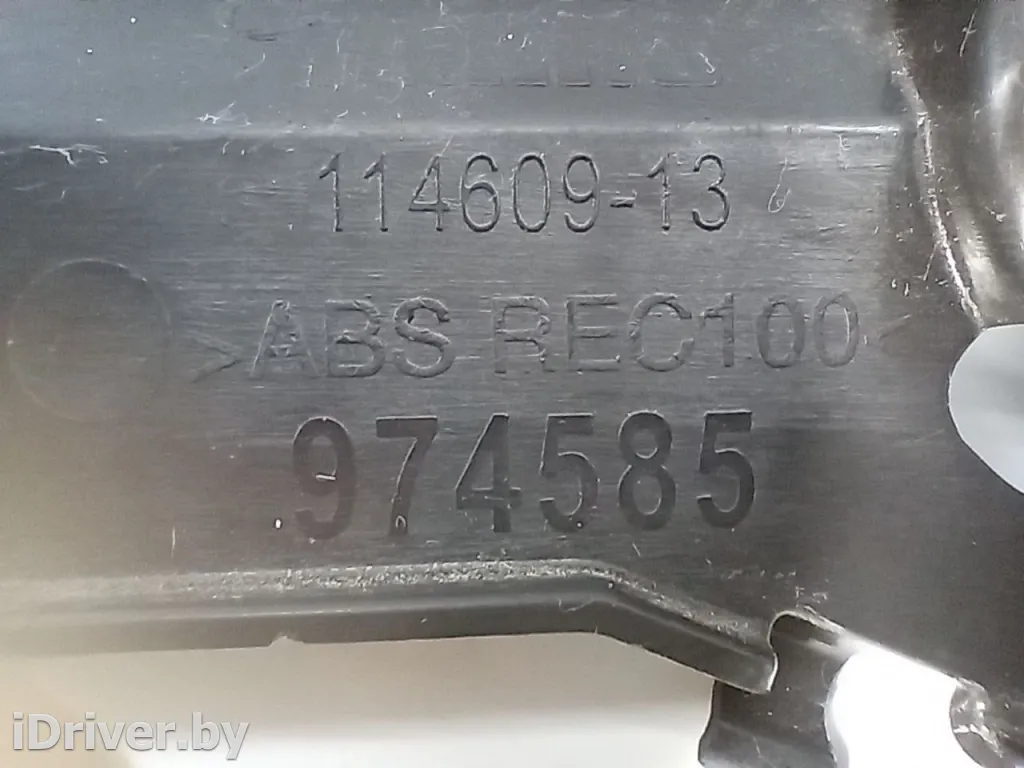 114609-13
>ABS REC100<
974585
iDriver.by